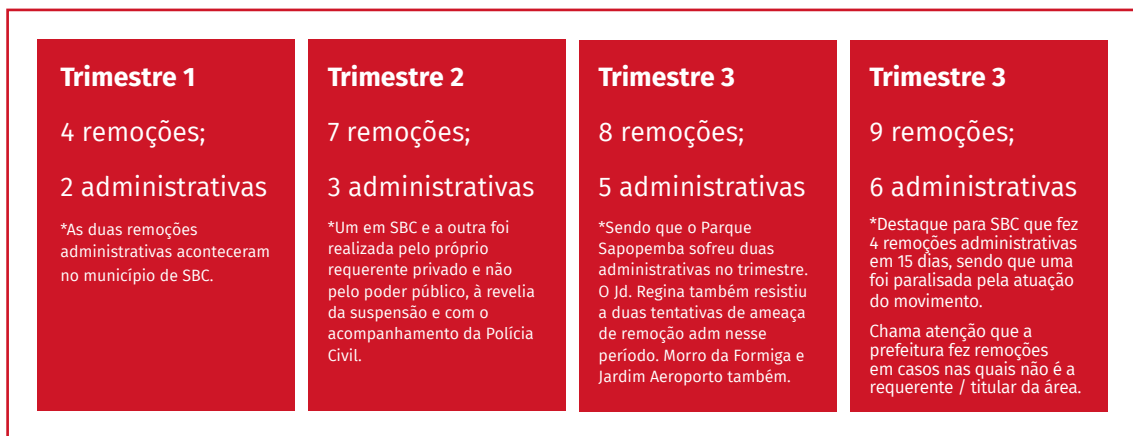 Trimestre 1
4 remoções;
2 administrativas
*As duas remoções
administrativas aconteceram
no município de SBC.
Trimestre 2
7 remoções;
3 administrativas
*Um em SBC e a outra foi
realizada pelo próprio
requerente privado e não
pelo poder público, à revelia
da suspensão e com o
acompanhamento da Polícia
Civil.
Trimestre 3
8 remoções;
5 administrativas
*Sendo que o Parque
Sapopemba sofreu duas
administrativas no trimestre.
O Jd. Regina também resistiu
a duas tentativas de ameaça
de remoção adm nesse
período. Morro da Formiga e
Jardim Aeroporto também.
Trimestre 3
9 remoções;
6 administrativas
*Destaque para SBC que fez
4 remoções administrativas
em 15 dias, sendo que uma
foi paralisada pela atuação
do movimento.
Chama atenção que a
prefeitura fez remoções
em casos nas quais não é a
requerente / titular da área.